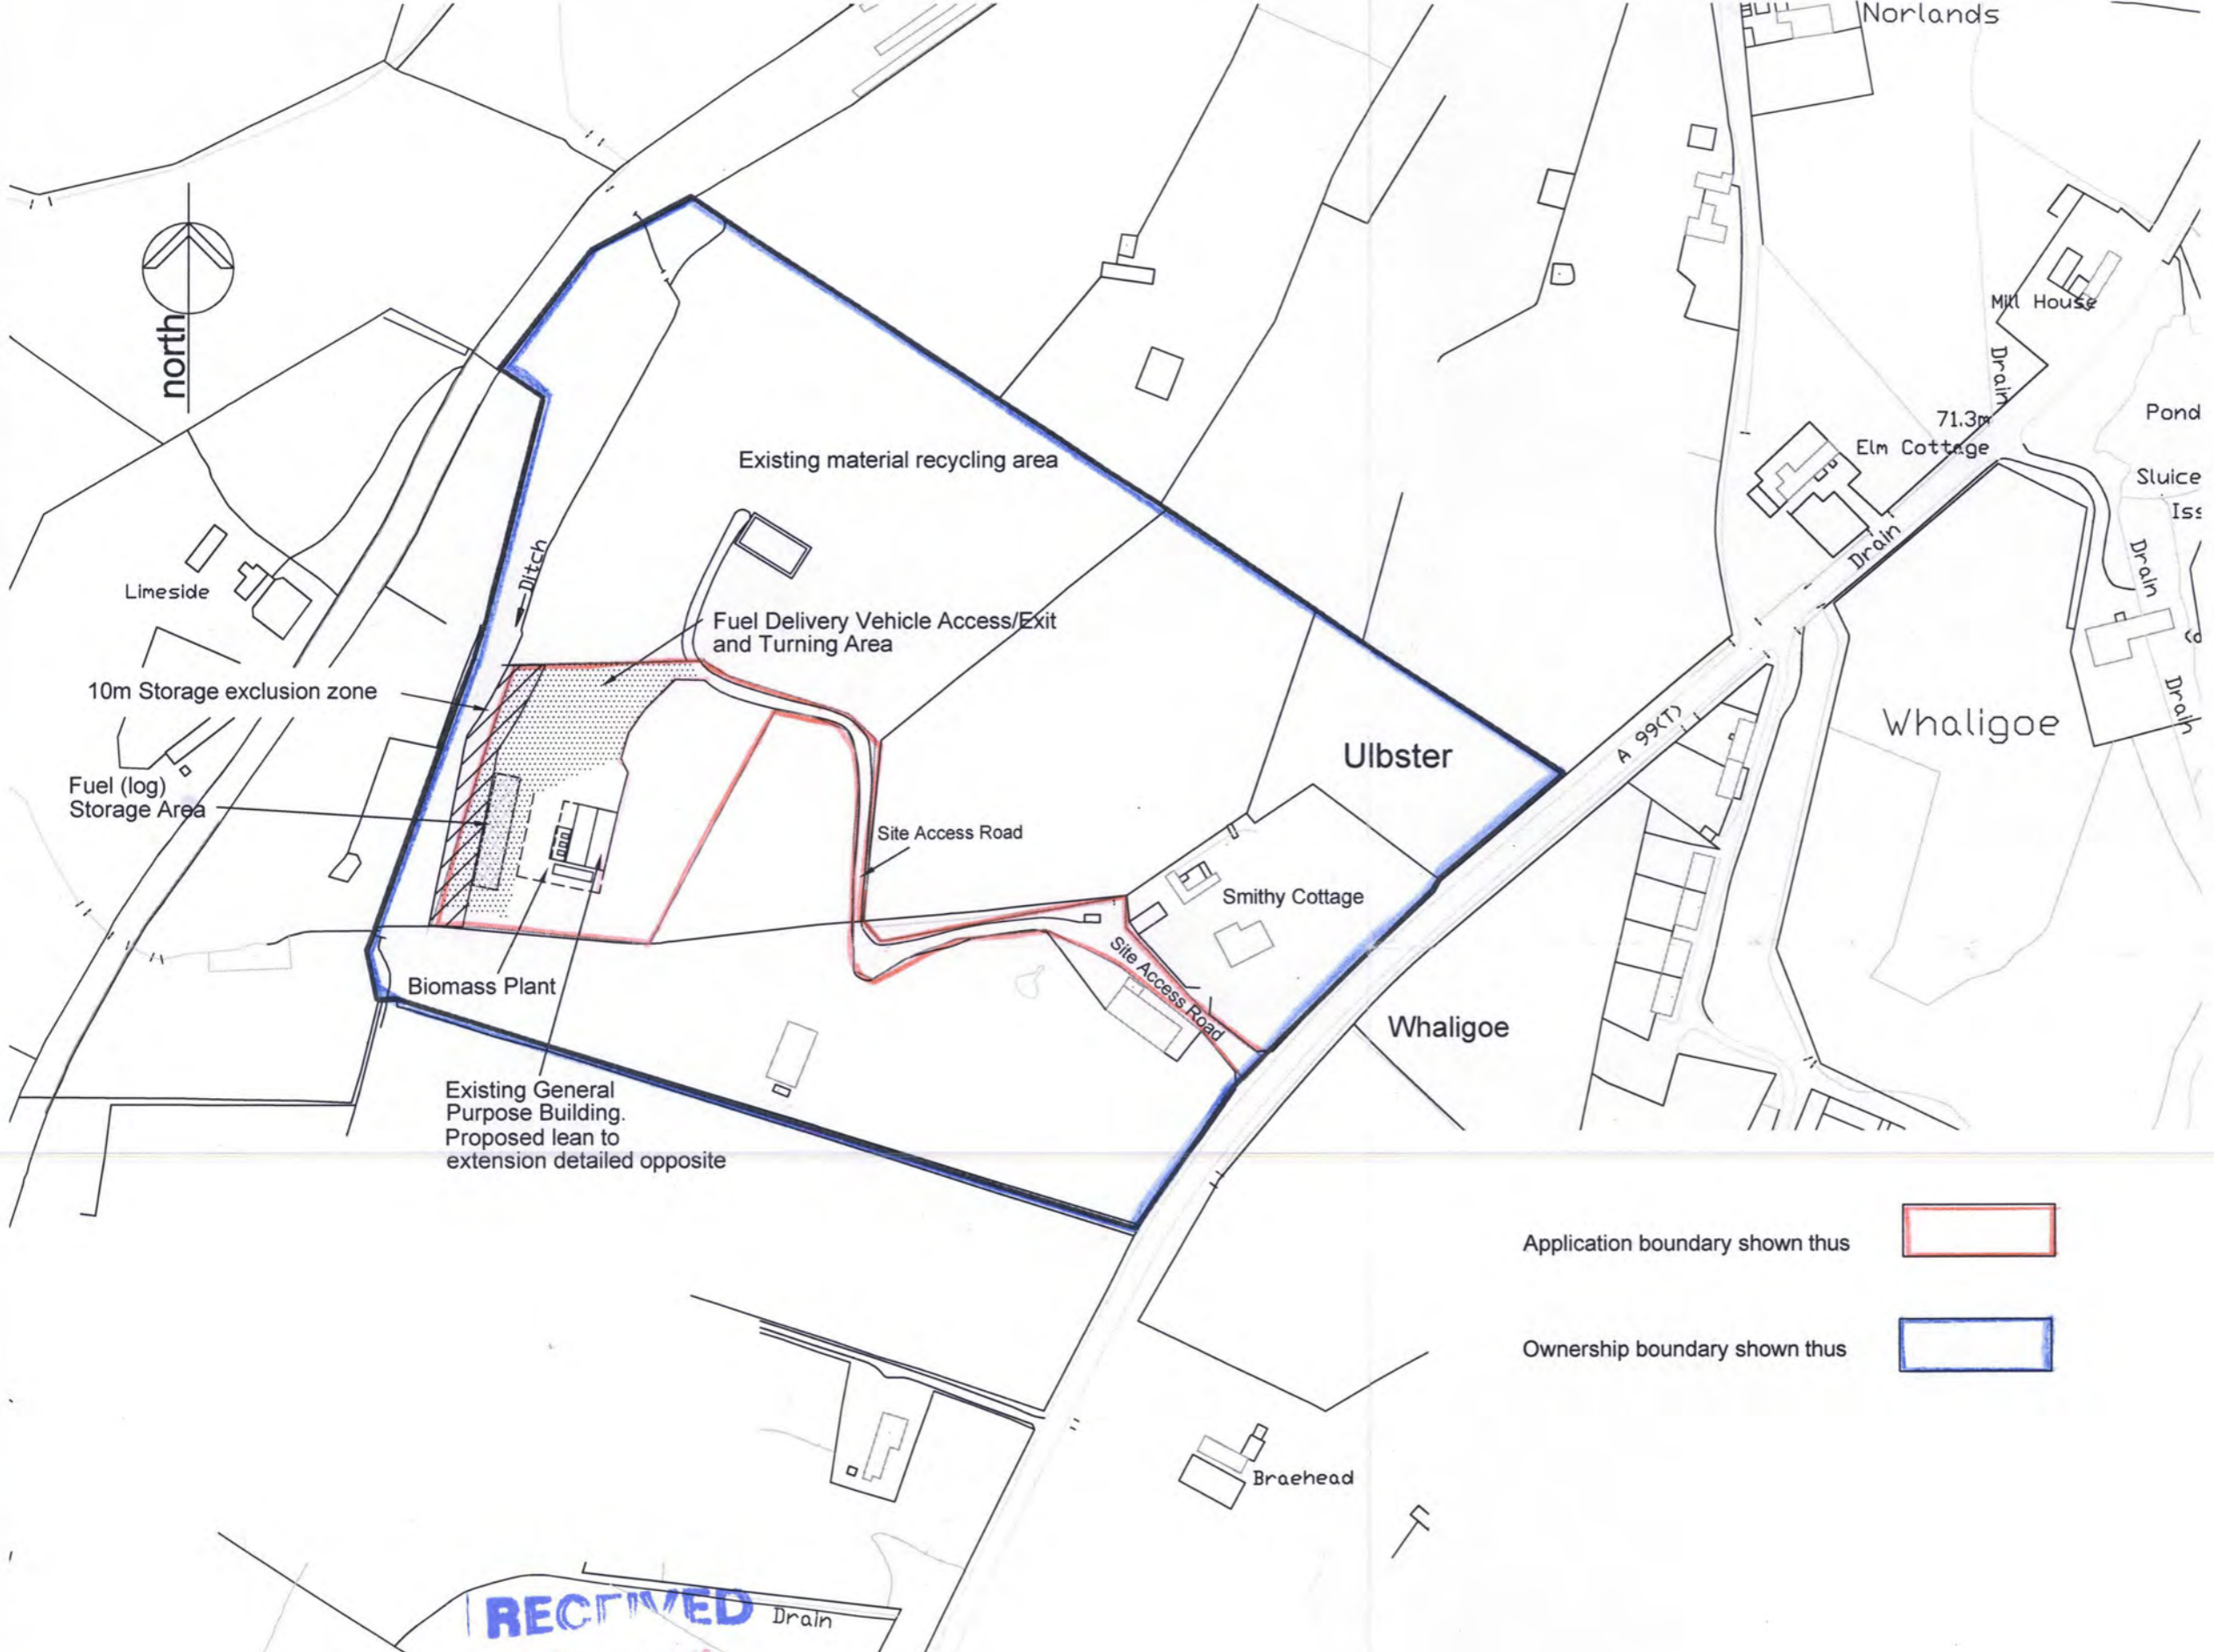 Norlands
north
Mill House
Drain
71.3m
Elm Cottage
Pond
Sluice
Iss
Drain
Drain
Drain
Existing material recycling area
Ditch
Limeside
Fuel Delivery Vehicle Access/Exit
and Turning Area
10m Storage exclusion zone
Fuel (log)
Storage Area
A 99(T)
Whaligoe
Ulbster
Site Access Road
Smithy Cottage
Site Access Road
Biomass Plant
Whaligoe
Existing General
Purpose Building.
Proposed lean to
extension detailed opposite
Application boundary shown thus
Ownership boundary shown thus
Braehead
RECEIVED
Drain